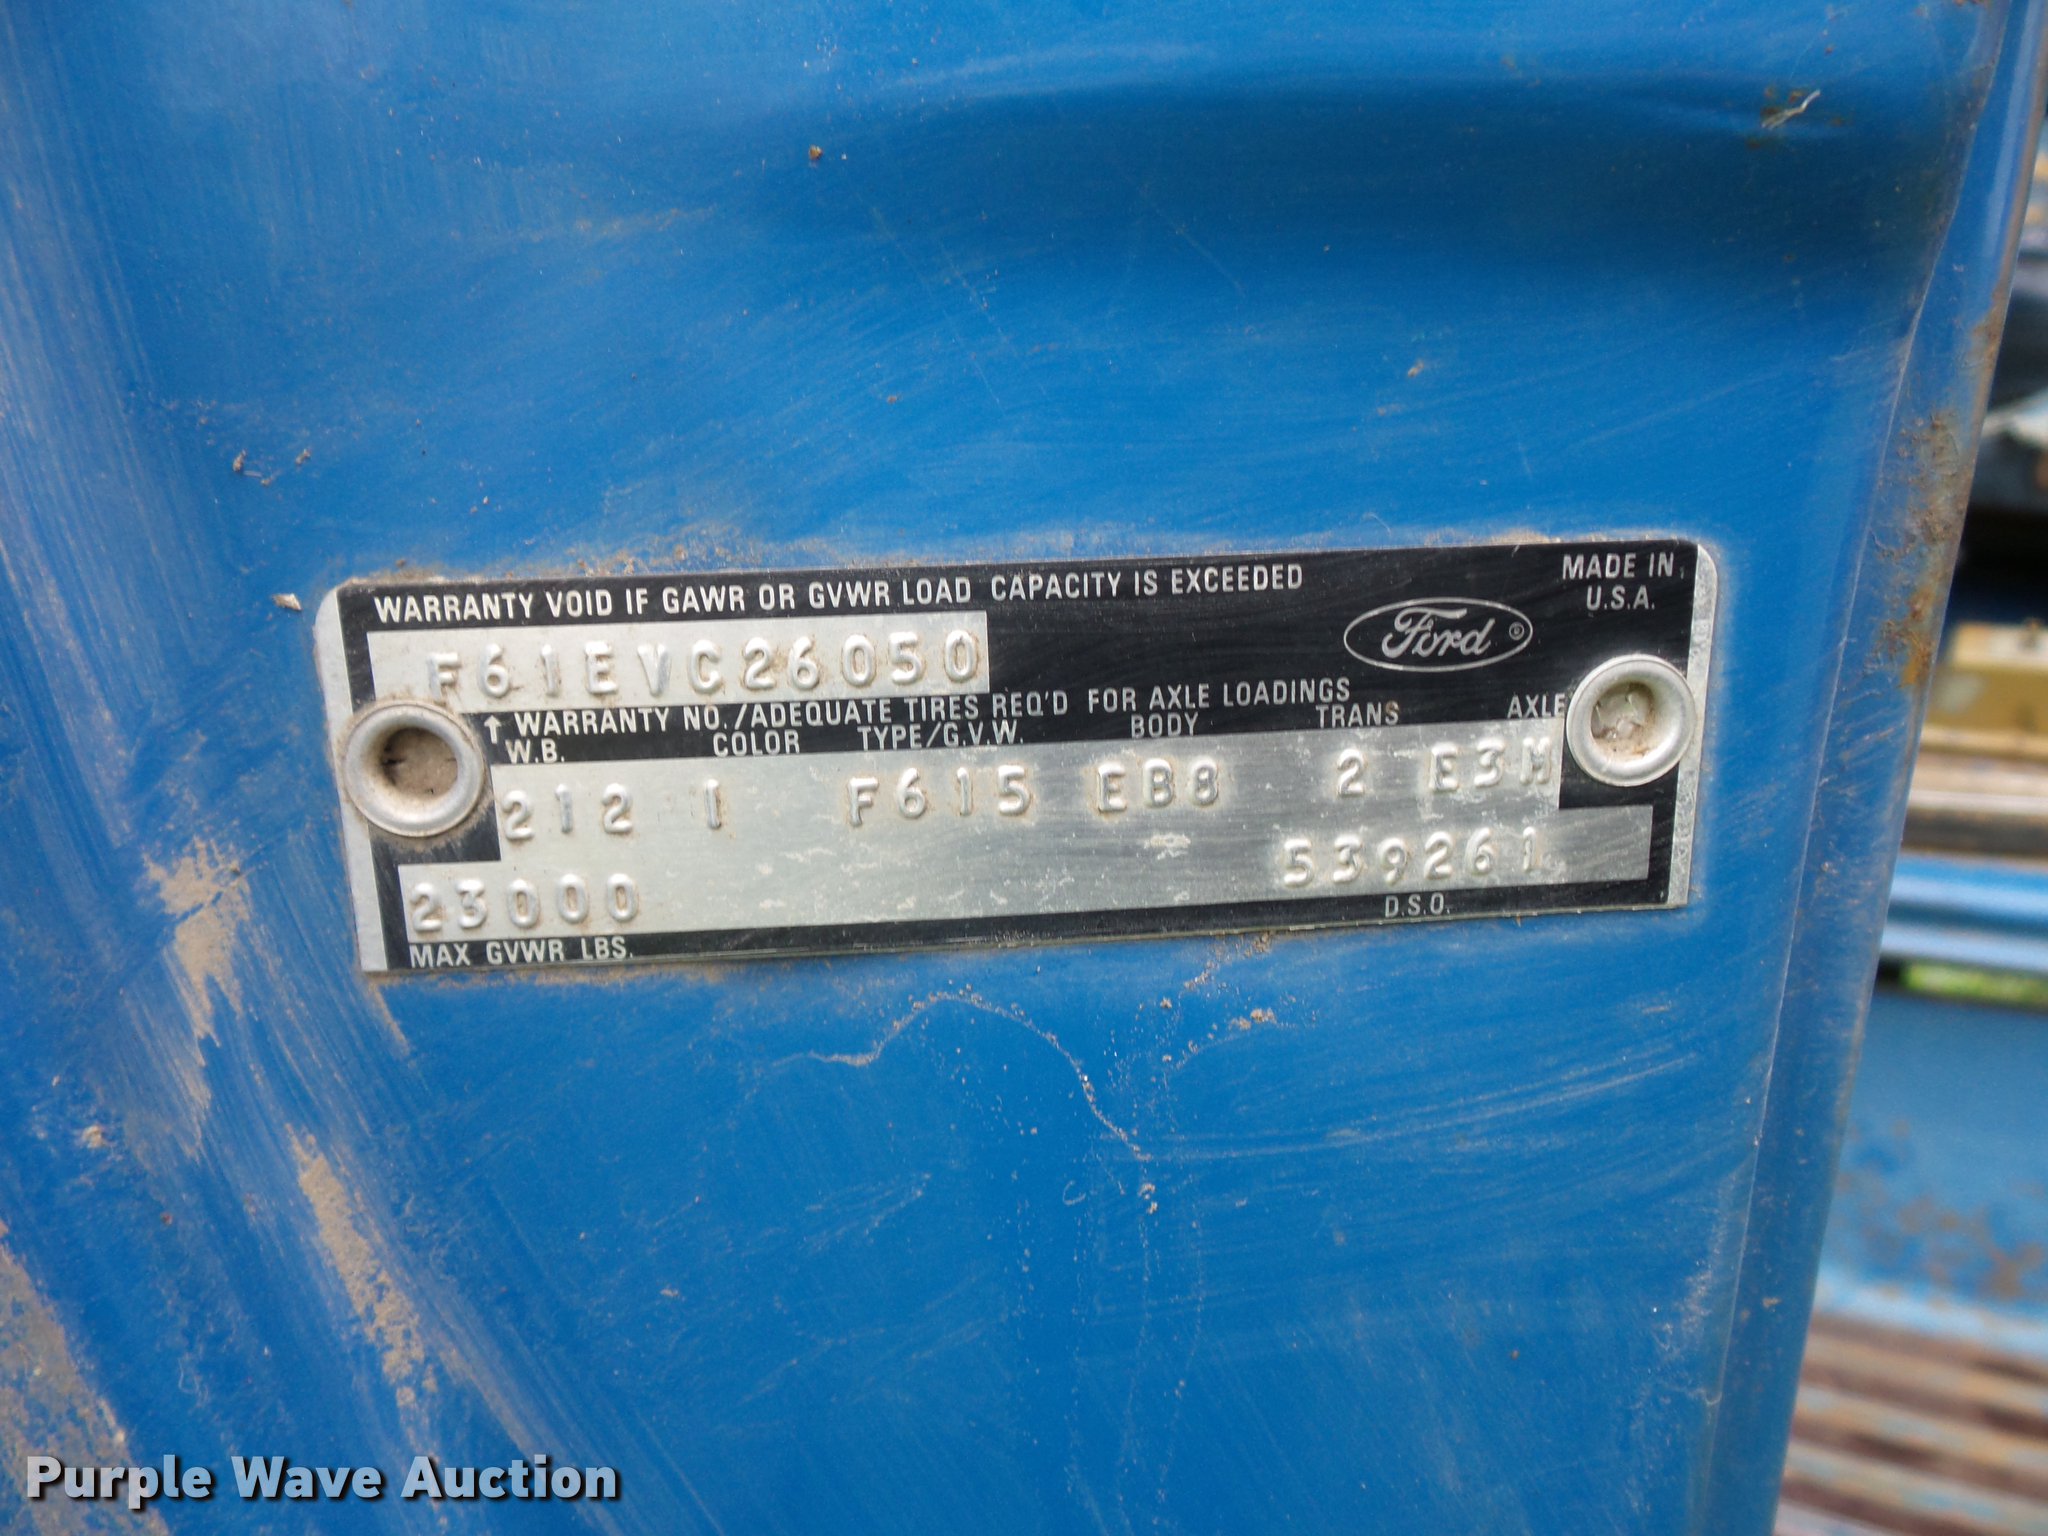 WARRANTY VOID IF GAWR OR GVWR LOAD CAPACITY IS EXCEEDED
MADE IN
U.S.A.
Ford
F61EVC26050
↑ WARRANTY NO./ADEQUATE TIRES REQ'D FOR AXLE LOADINGS
W.B. COLOR TYPE/G.V.W. BODY TRANS AXLE
212 1 F615 EB8 2 E3M
23000 539261
MAX GVWR LBS. D.S.O.
Purple Wave Auction